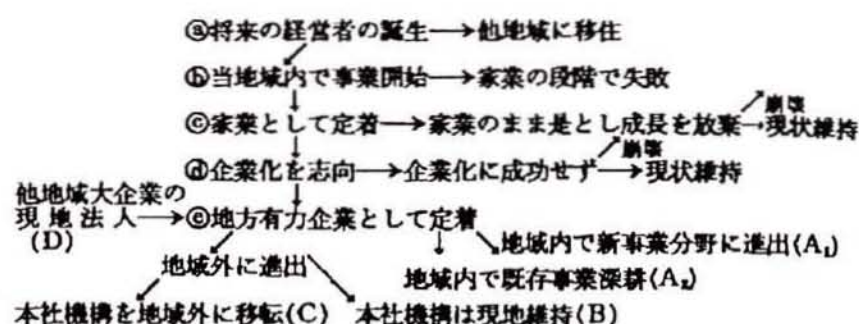 ⓐ将来の経営者の誕生→他地域に移住
ⓑ当地域内で事業開始→家業の段階で失敗
崩壊
ⓒ家業として定着→家業のまま是とし成長を放棄→現状維持
崩壊
ⓓ企業化を志向→企業化に成功せず→現状維持
他地域大企業の
現地法人→ⓔ地方有力企業として定着
(D)
地域内で新事業分野に進出(A₁)
地域外に進出
地域内で既存事業深耕(A₂)
本社機構を地域外に移転(C) 本社機構は現地維持(B)